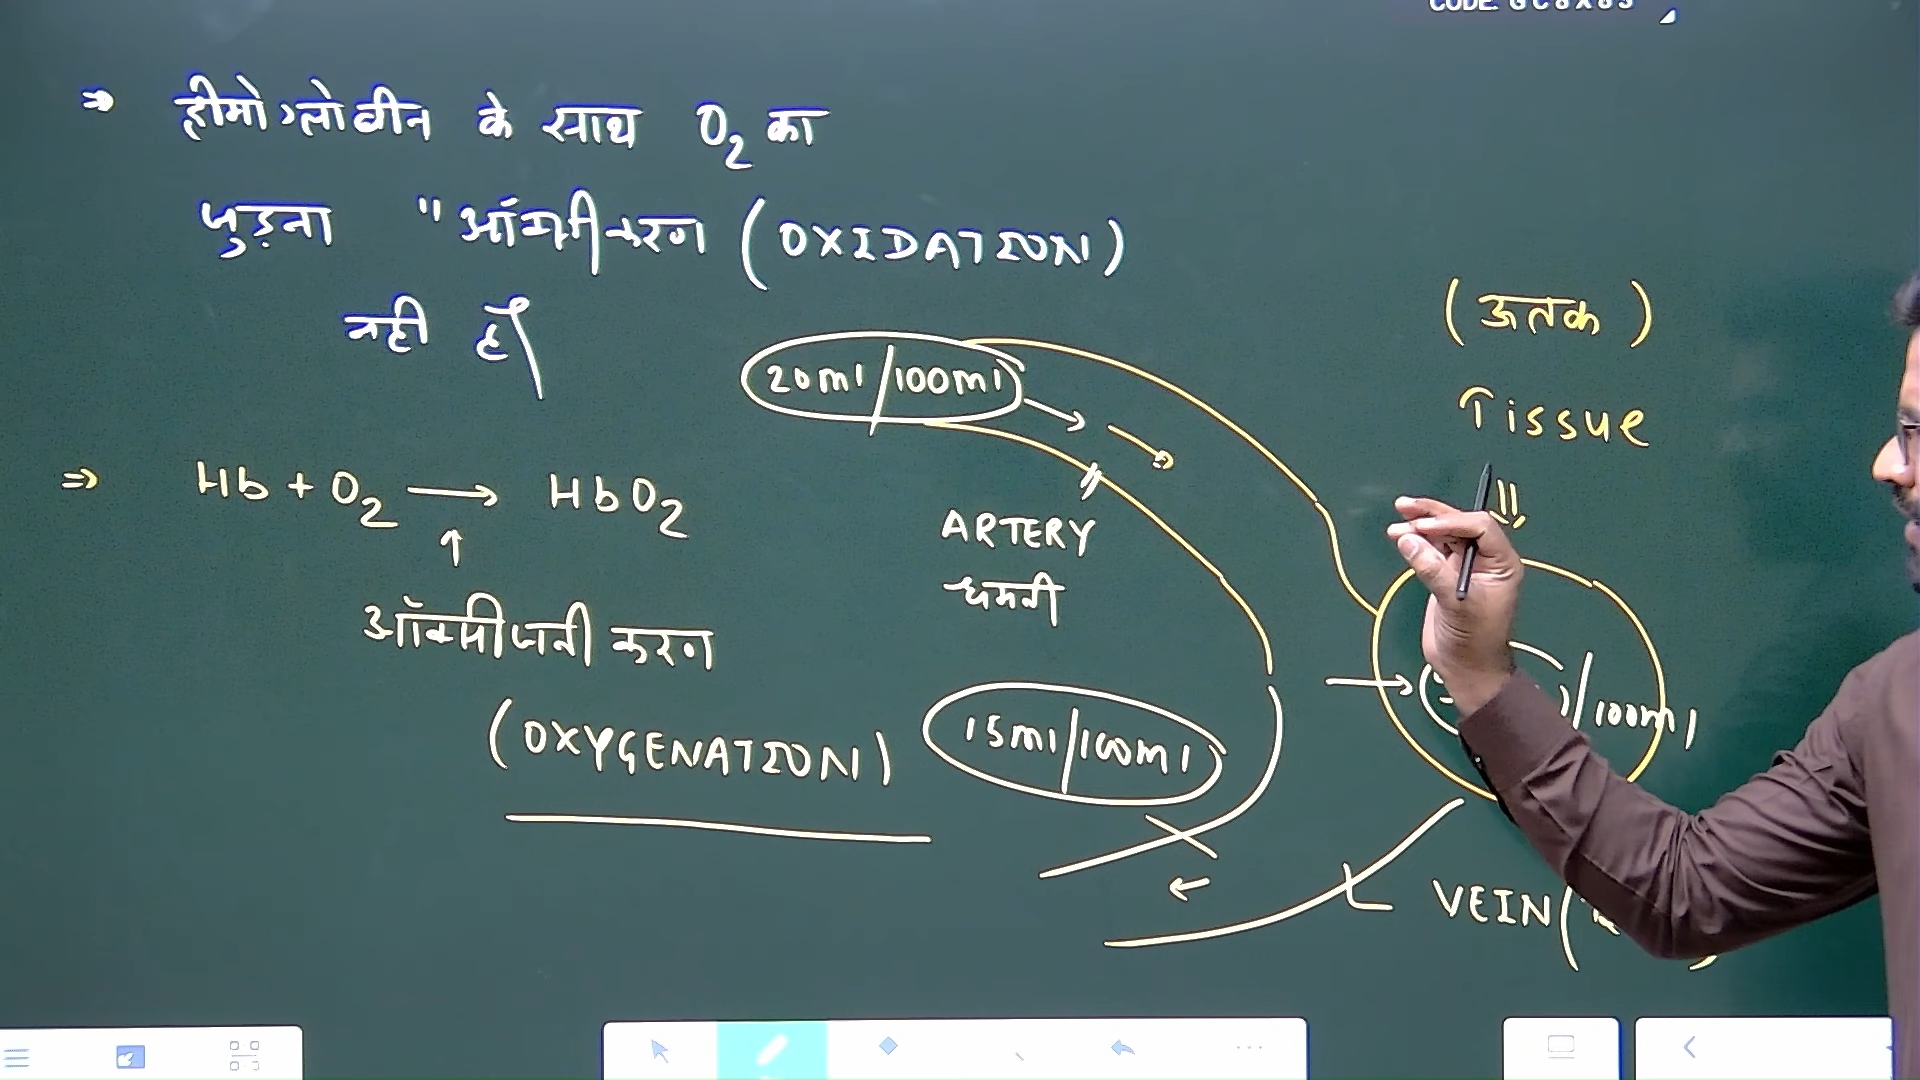 ⇒ हीमोग्लोबीन के साथ O₂ का
जुड़ना "ऑक्सीकरण (OXIDATION)
नही है।
⇒ Hb + O₂ → HbO₂
↑
ऑक्सीजनीकरण
(OXYGENATION)
20ml/100ml
ARTERY
धमनी
15ml/100ml
(ऊतक)
Tissue
/100ml
VEIN (